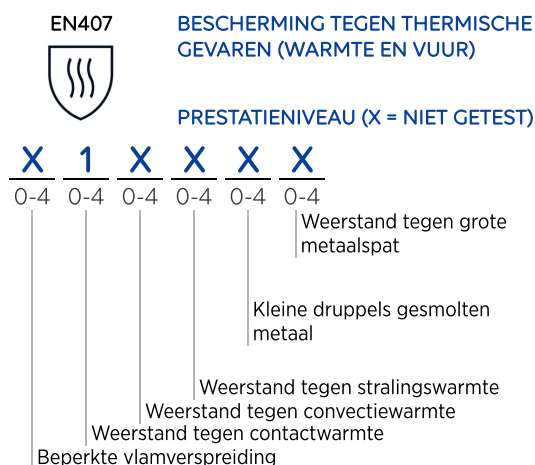 EN407
BESCHERMING TEGEN THERMISCHE
GEVAREN (WARMTE EN VUUR)
PRESTATIENIVEAU (X = NIET GETEST)
X 1 X X X X
0-4 0-4 0-4 0-4 0-4 0-4
Weerstand tegen grote
metaalspat
Kleine druppels gesmolten
metaal
Weerstand tegen stralingswarmte
Weerstand tegen convectiewarmte
Weerstand tegen contactwarmte
Beperkte vlamverspreiding